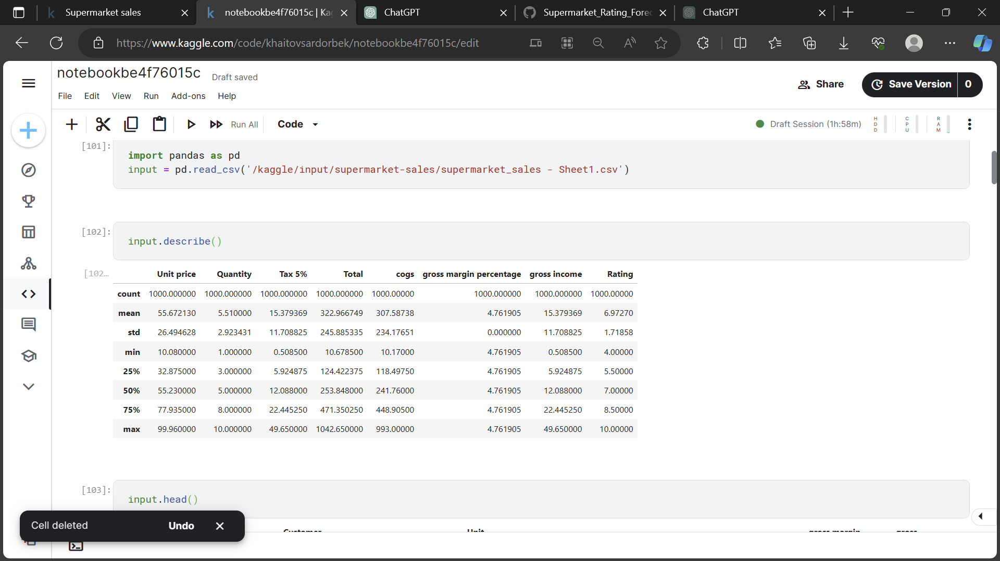 Supermarket sales
notebookbe4f76015c | Kag
ChatGPT
Supermarket_Rating_Forec
ChatGPT
https://www.kaggle.com/code/khaitovsardorbek/notebookbe4f76015c/edit
notebookbe4f76015c Draft saved
Share
Save Version 0
File Edit View Run Add-ons Help
Run All Code
Draft Session (1h:58m)
HDD
CPU
RAM
[101]:
import pandas as pd
input = pd.read_csv('/kaggle/input/supermarket-sales/supermarket_sales - Sheet1.csv')
[102]:
input.describe()
[102…
Unit price Quantity Tax 5% Total cogs gross margin percentage gross income Rating
count 1000.000000 1000.000000 1000.000000 1000.000000 1000.00000 1000.000000 1000.000000 1000.00000
mean 55.672130 5.510000 15.379369 322.966749 307.58738 4.761905 15.379369 6.97270
std 26.494628 2.923431 11.708825 245.885335 234.17651 0.000000 11.708825 1.71858
min 10.080000 1.000000 0.508500 10.678500 10.17000 4.761905 0.508500 4.00000
25% 32.875000 3.000000 5.924875 124.422375 118.49750 4.761905 5.924875 5.50000
50% 55.230000 5.000000 12.088000 253.848000 241.76000 4.761905 12.088000 7.00000
75% 77.935000 8.000000 22.445250 471.350250 448.90500 4.761905 22.445250 8.50000
max 99.960000 10.000000 49.650000 1042.650000 993.00000 4.761905 49.650000 10.00000
[103]:
input.head()
Customer Unit gross margin gross
Cell deleted Undo